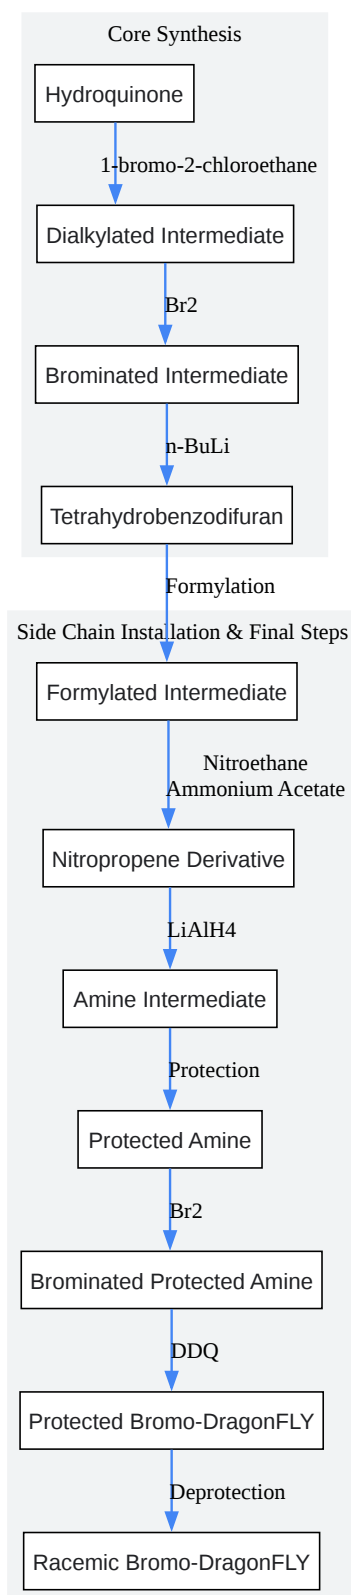 Core Synthesis
Hydroquinone
1-bromo-2-chloroethane
Dialkylated Intermediate
Br2
Brominated Intermediate
n-BuLi
Tetrahydrobenzodifuran
Formylation
Side Chain Installation & Final Steps
Formylated Intermediate
Nitroethane
Ammonium Acetate
Nitropropene Derivative
LiAlH4
Amine Intermediate
Protection
Protected Amine
Br2
Brominated Protected Amine
DDQ
Protected Bromo-DragonFLY
Deprotection
Racemic Bromo-DragonFLY